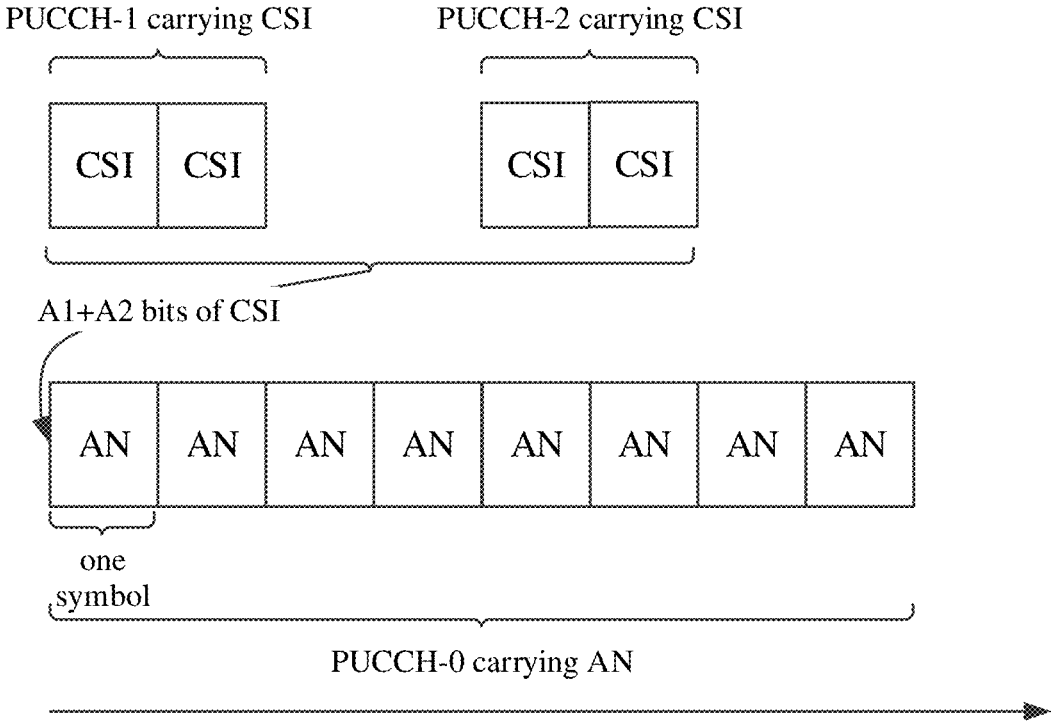 PUCCH-1 carrying CSI
PUCCH-2 carrying CSI
CSI CSI CSI CSI
A1+A2 bits of CSI
AN AN AN AN AN AN AN AN
one
symbol
PUCCH-0 carrying AN